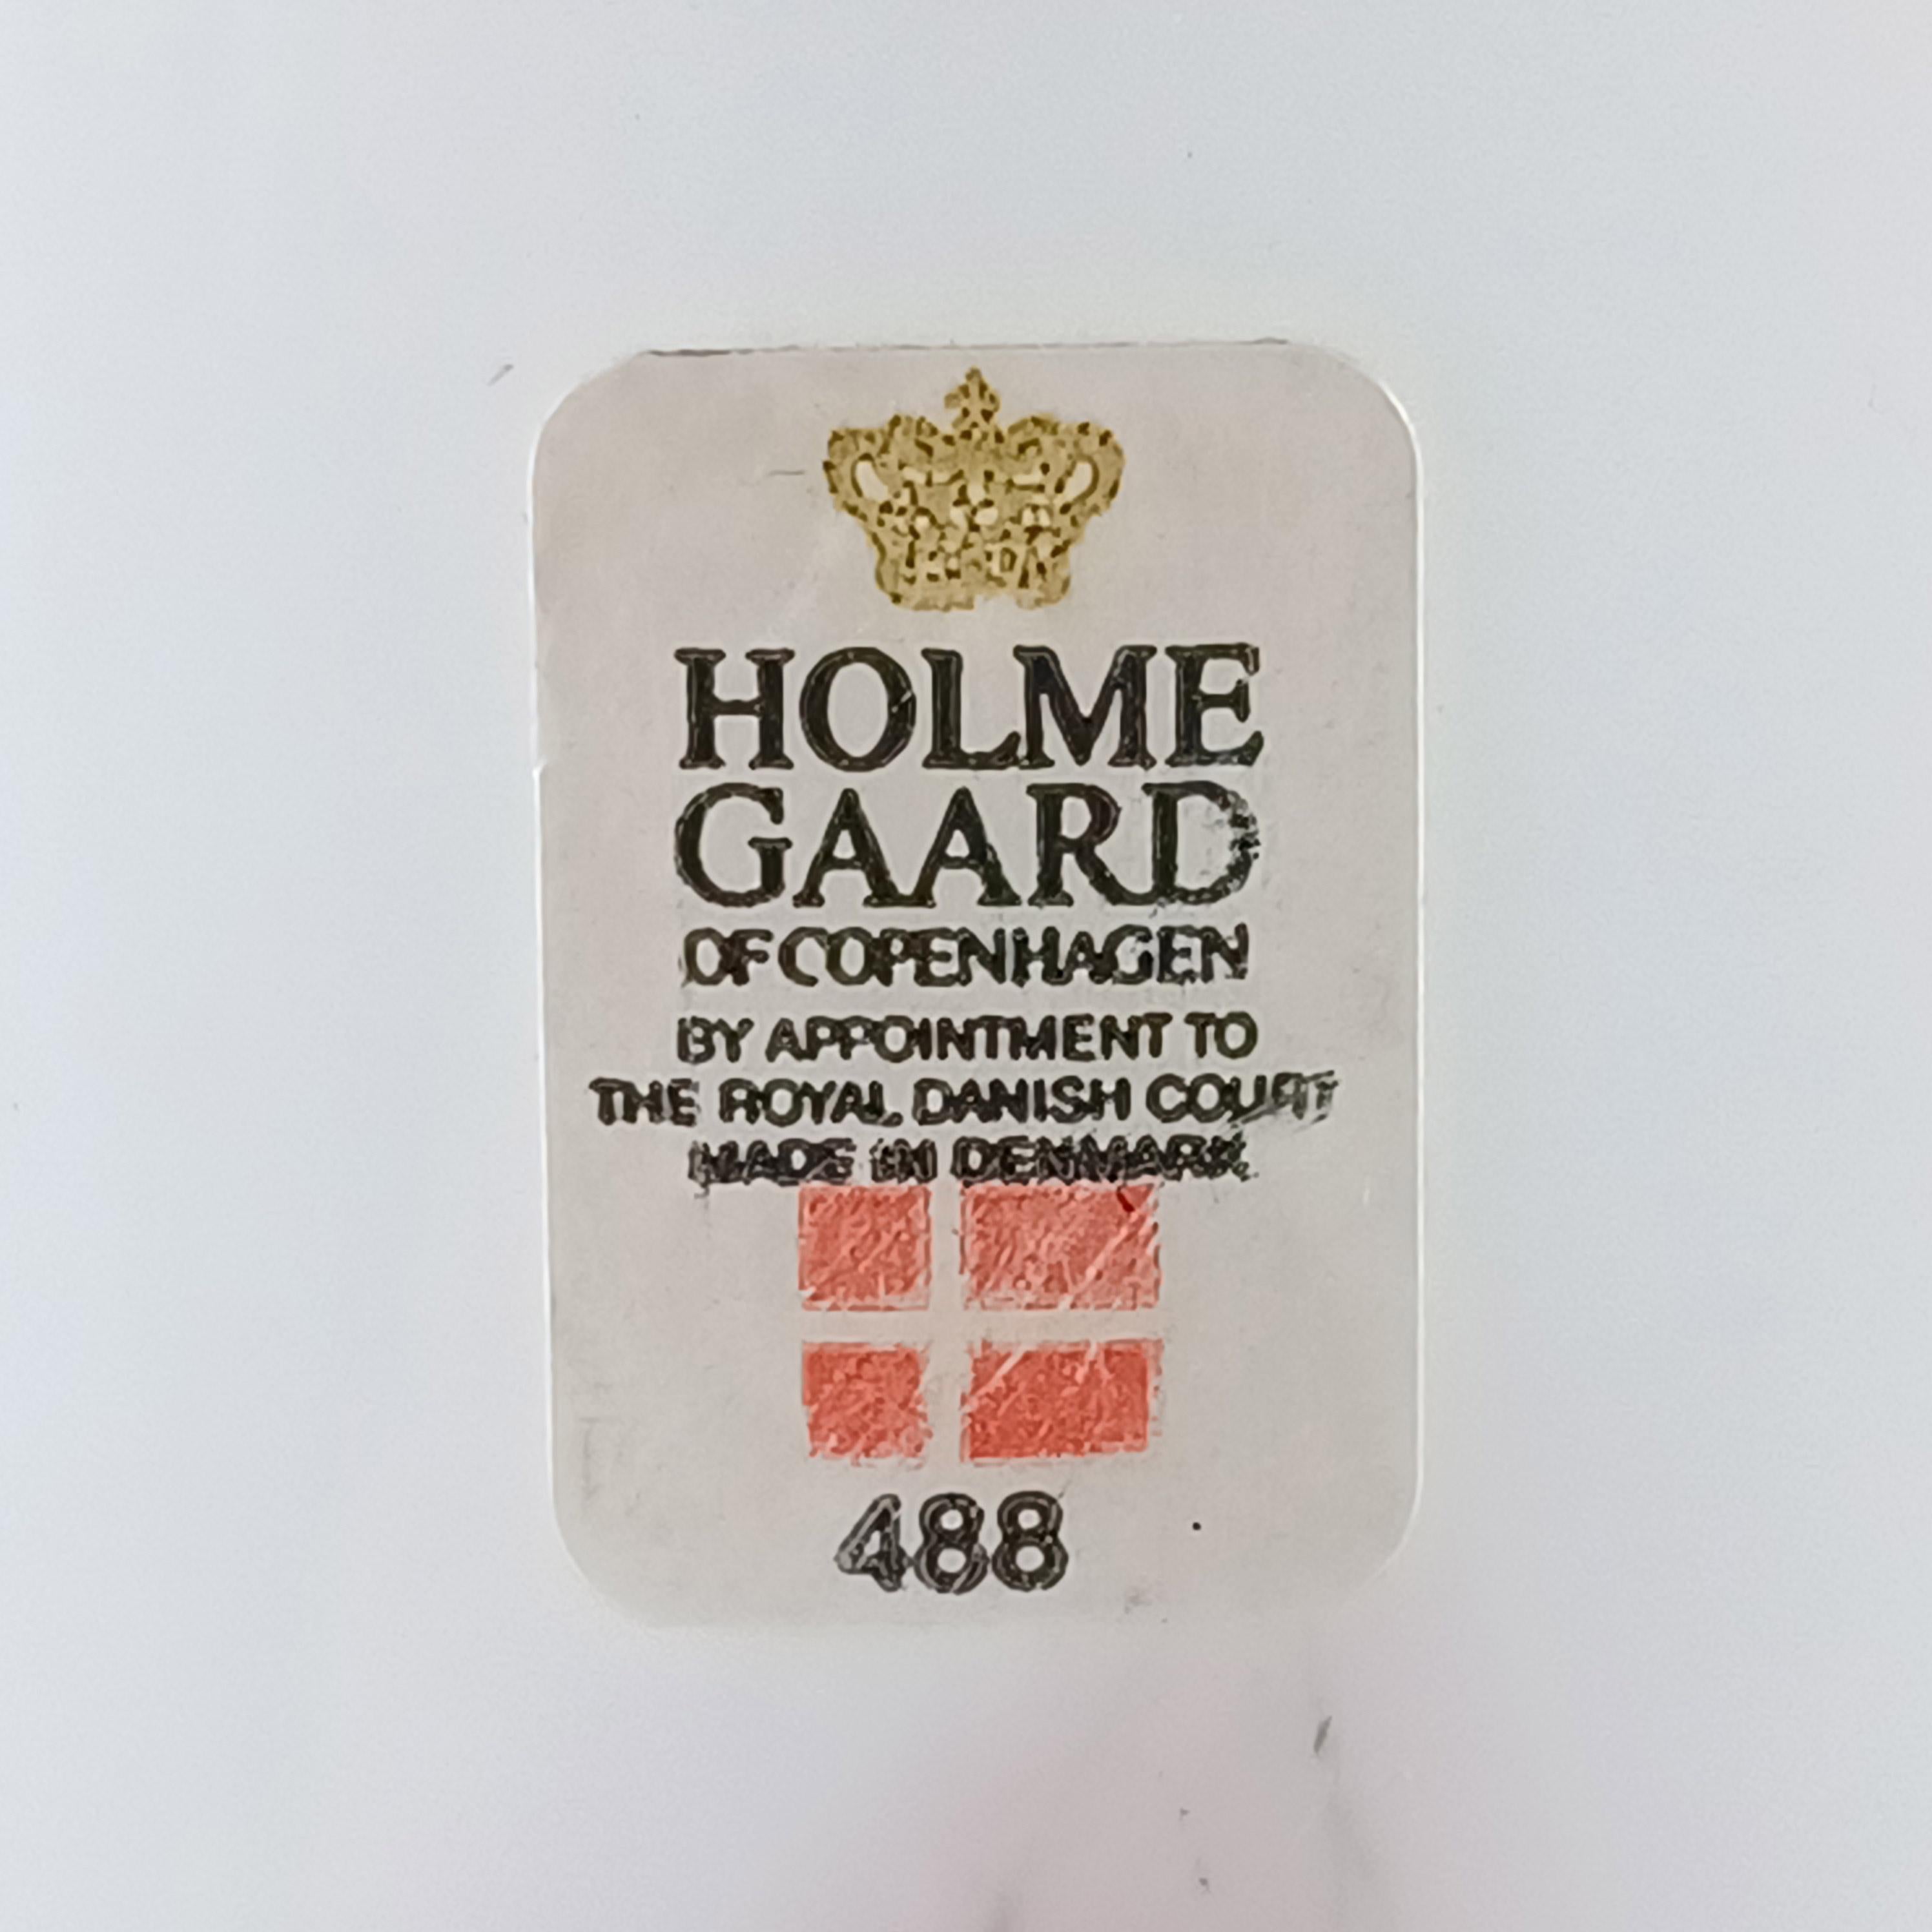 HOLME
GAARD
OF COPENHAGEN
BY APPOINTMENT TO
THE ROYAL DANISH COURT
MADE IN DENMARK
488